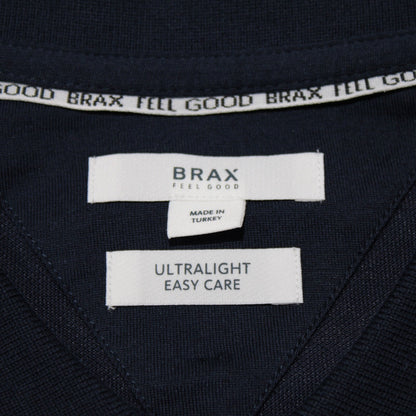 GOOD BRAX FEEL GOOD BRAX FEEL GOOD
BRAX
FEEL GOOD
MADE IN
TURKEY
ULTRALIGHT
EASY CARE